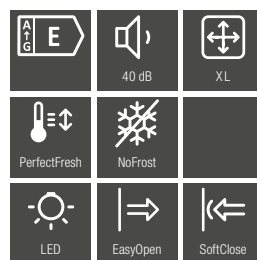 A
G
E
40 dB
XL
PerfectFresh
NoFrost
LED
EasyOpen
SoftClose